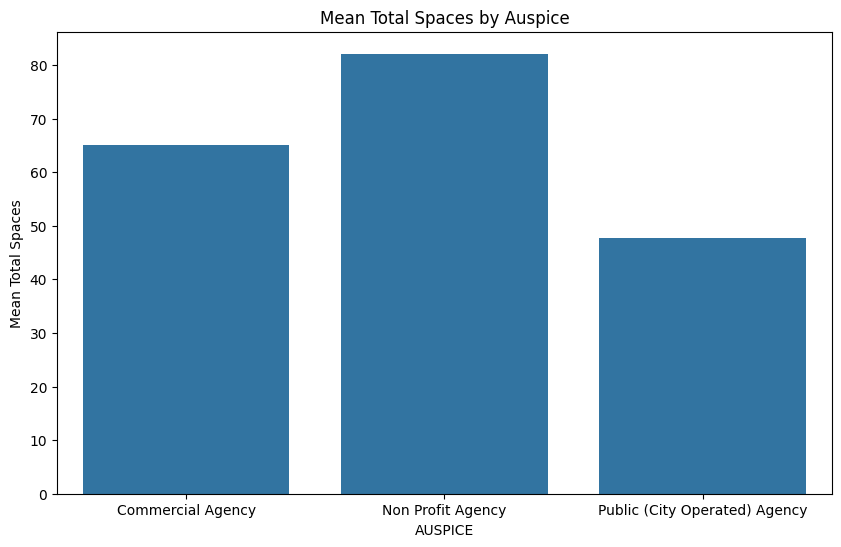 Mean Total Spaces by Auspice
Mean Total Spaces
80
70
60
50
40
30
20
10
0
Commercial Agency
Non Profit Agency
Public (City Operated) Agency
AUSPICE